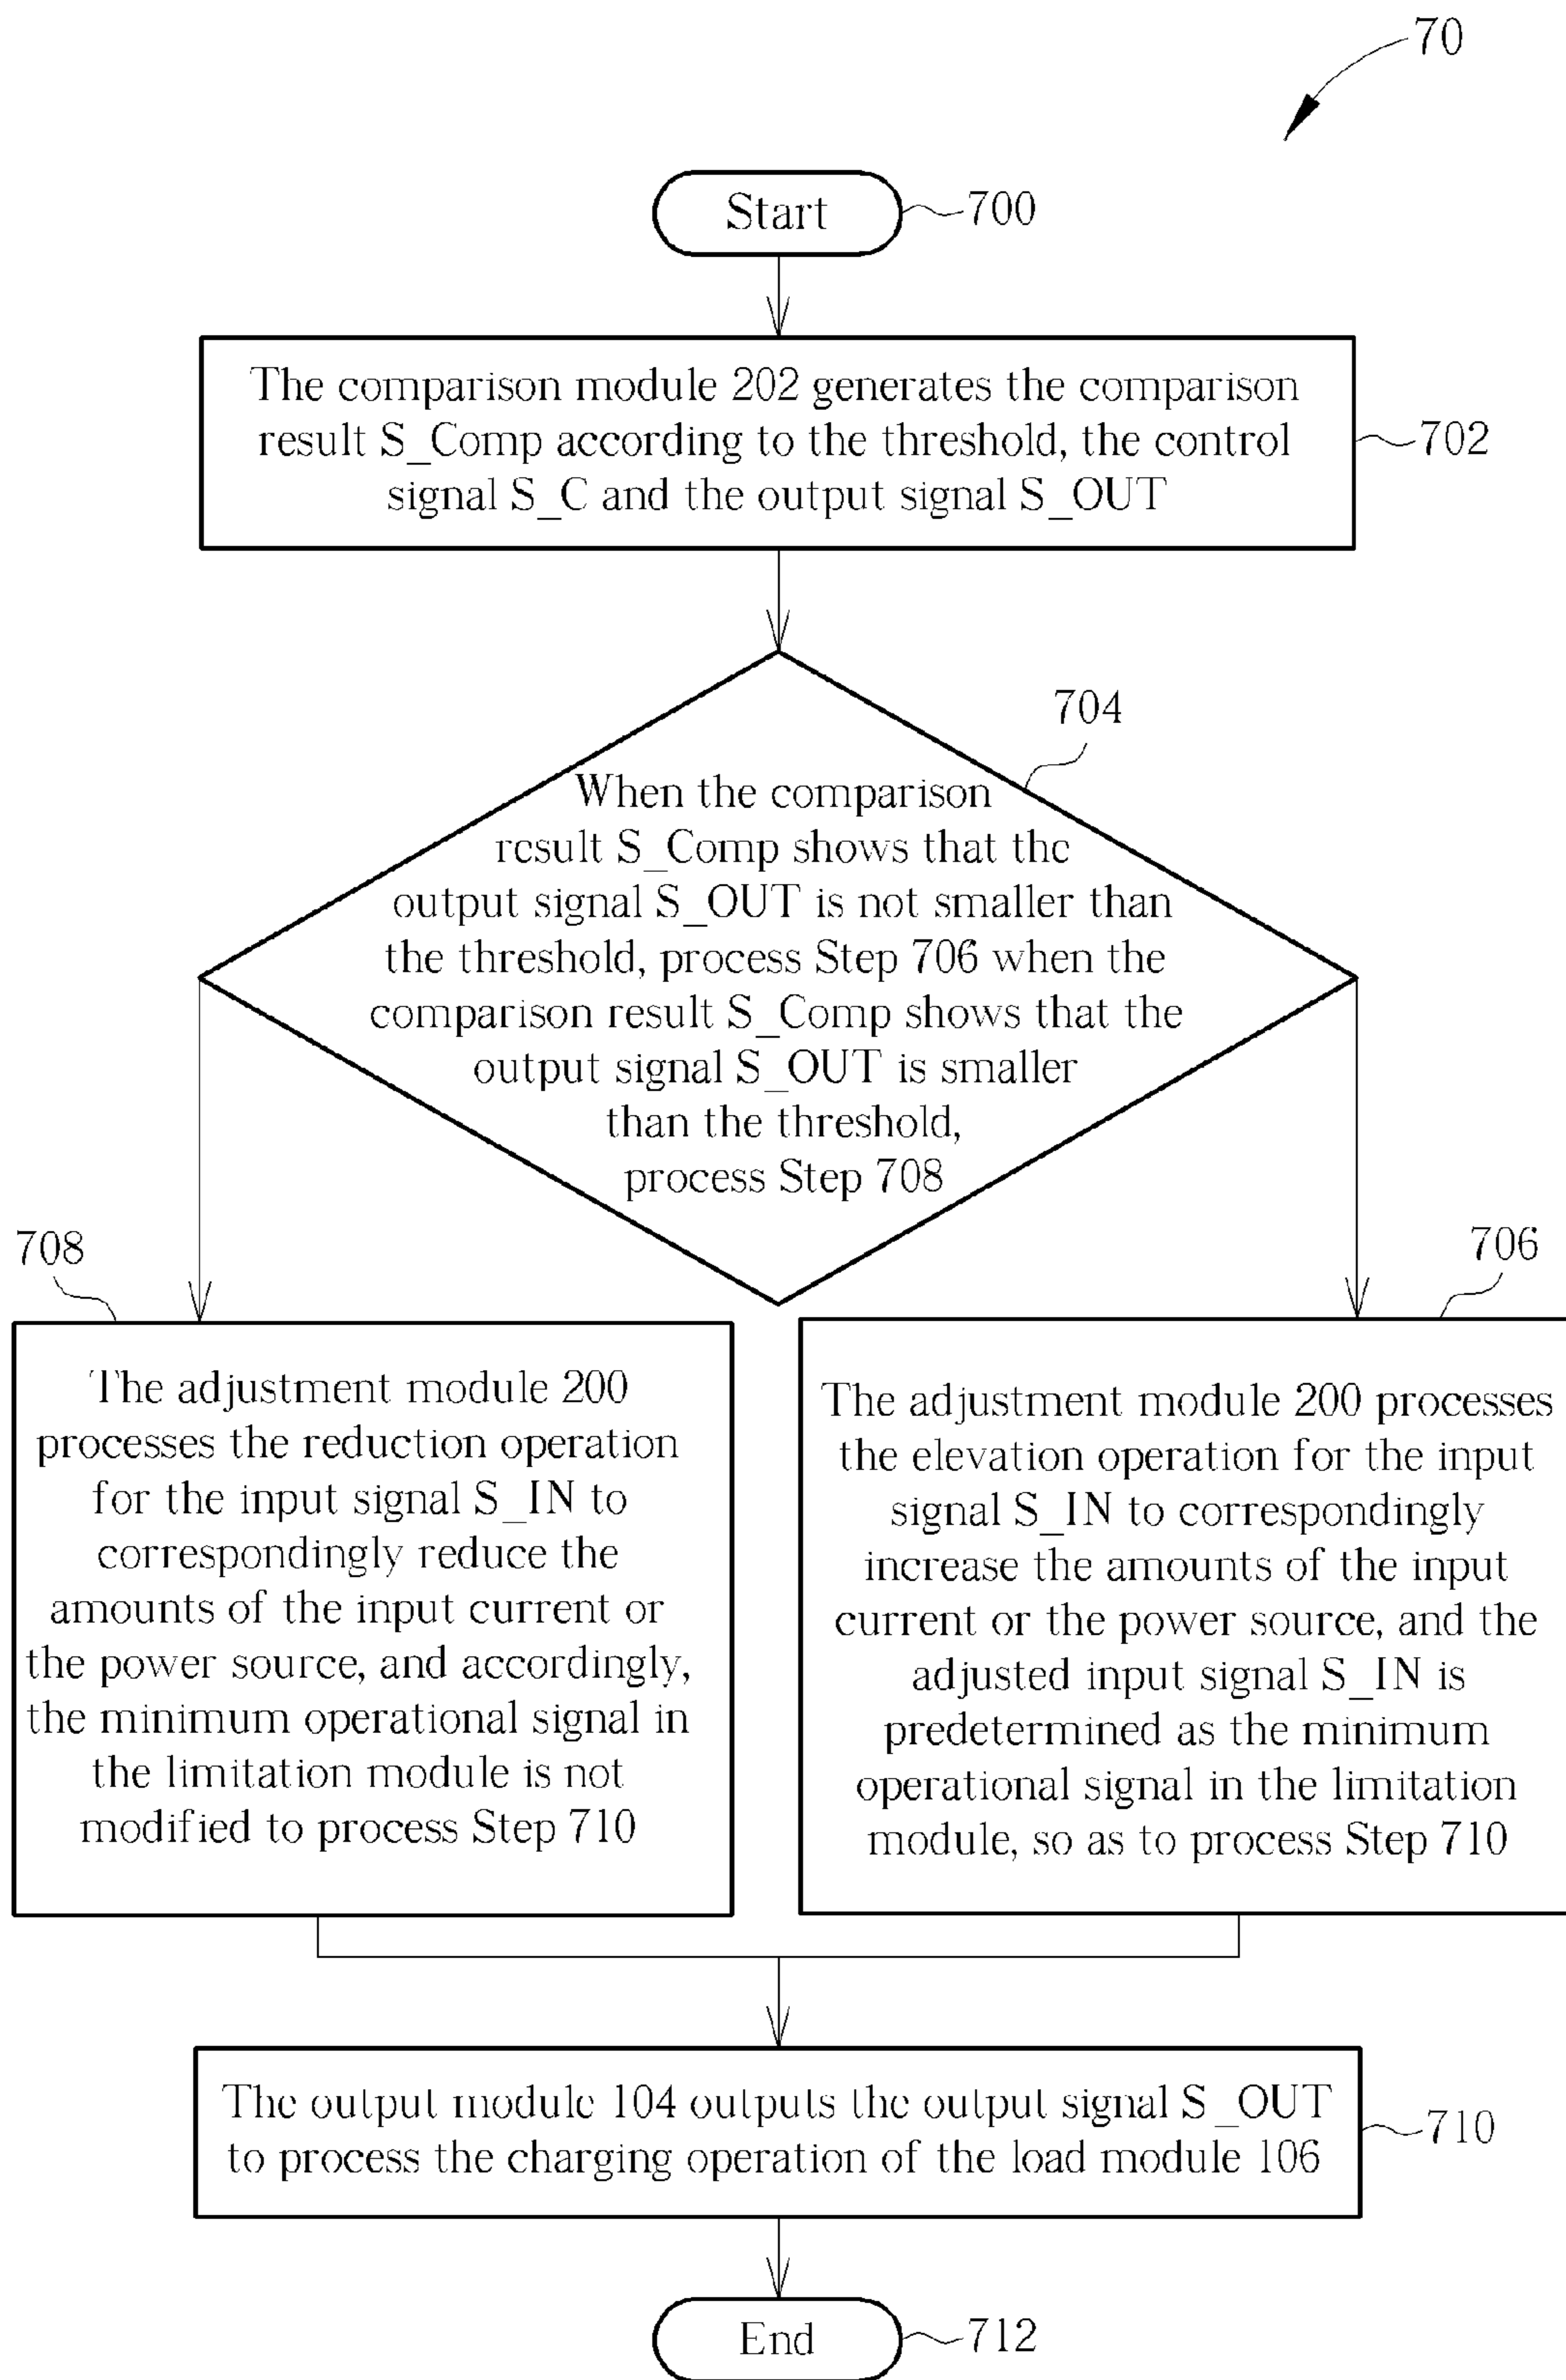 70
Start
700
The comparison module 202 generates the comparison
result S_Comp according to the threshold, the control
signal S_C and the output signal S_OUT
702
704
When the comparison
result S_Comp shows that the
output signal S_OUT is not smaller than
the threshold, process Step 706 when the
comparison result S_Comp shows that the
output signal S_OUT is smaller
than the threshold,
process Step 708
708
The adjustment module 200
processes the reduction operation
for the input signal S_IN to
correspondingly reduce the
amounts of the input current or
the power source, and accordingly,
the minimum operational signal in
the limitation module is not
modified to process Step 710
706
The adjustment module 200 processes
the elevation operation for the input
signal S_IN to correspondingly
increase the amounts of the input
current or the power source, and the
adjusted input signal S_IN is
predetermined as the minimum
operational signal in the limitation
module, so as to process Step 710
The output module 104 outputs the output signal S_OUT
to process the charging operation of the load module 106
710
End
712